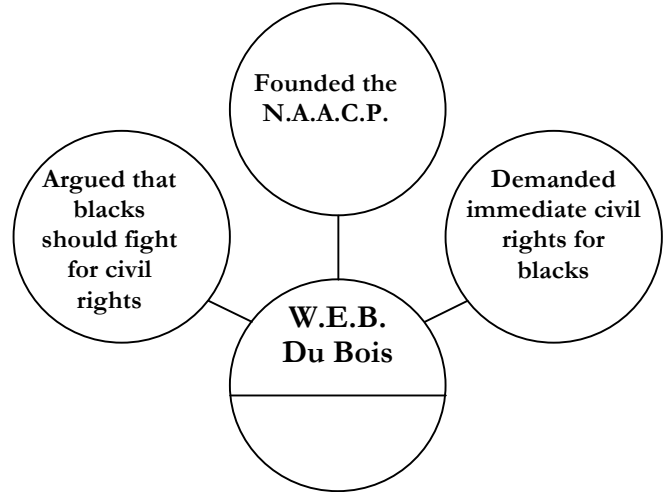 Founded the
N.A.A.C.P.
Argued that
blacks
should fight
for civil
rights
Demanded
immediate civil
rights for
blacks
W.E.B.
Du Bois